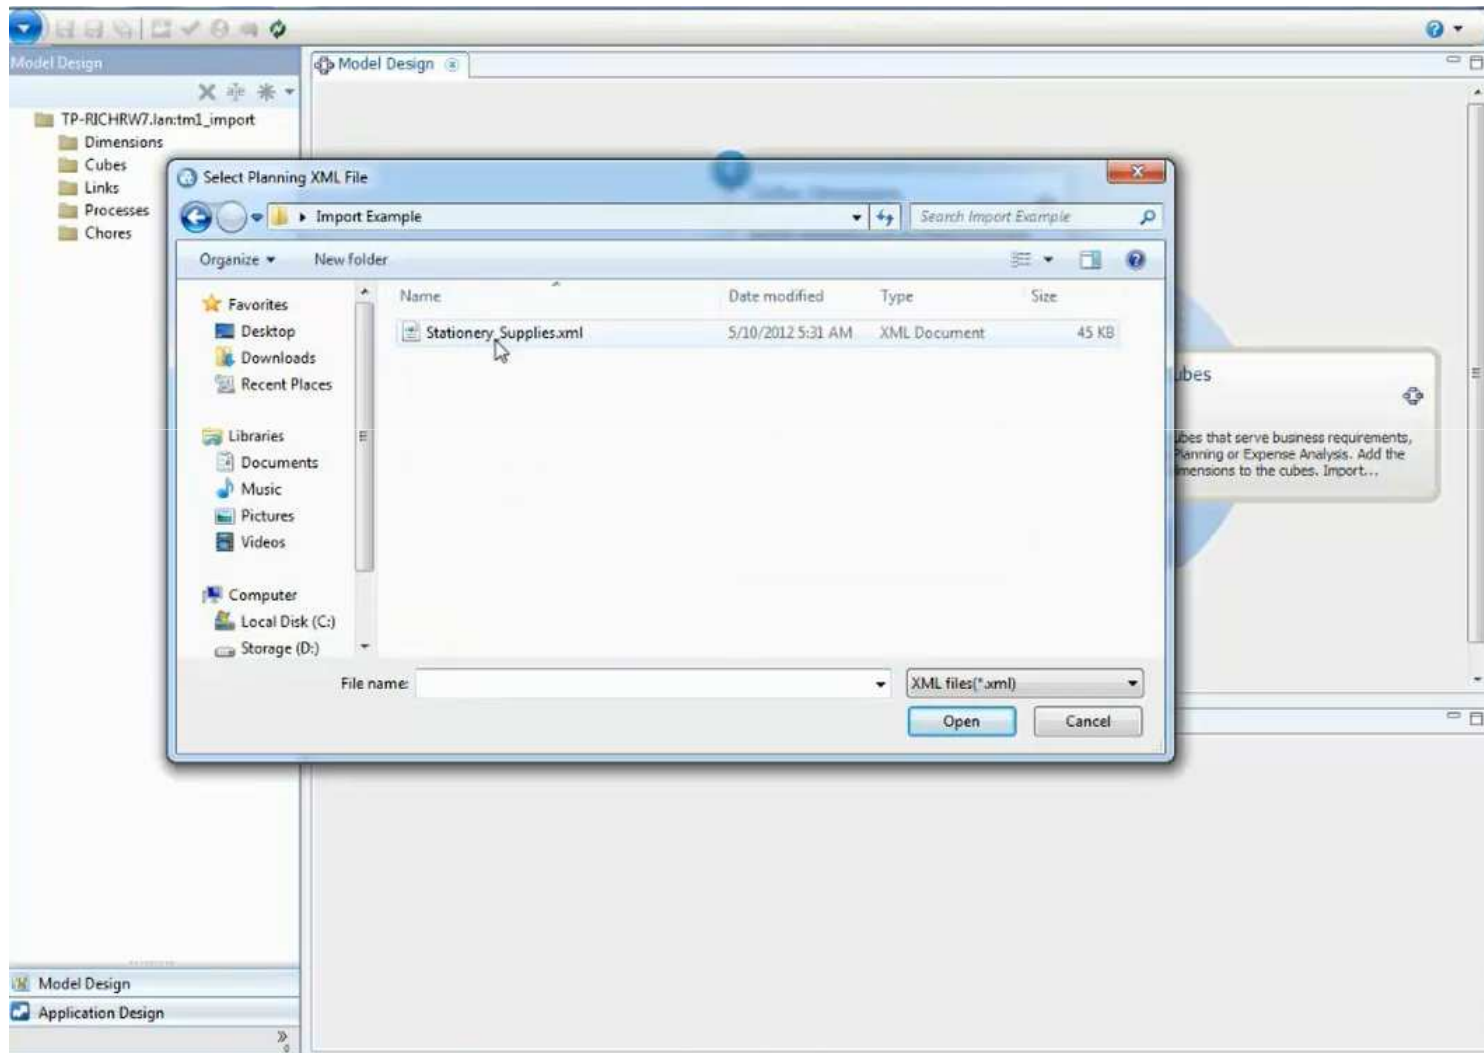 Model Design
Model Design
TP-RICHRW7.lan:tm1_import
Dimensions
Cubes
Links
Processes
Chores
Select Planning XML File
Import Example
Search Import Example
Organize
New folder
Favorites
Desktop
Downloads
Recent Places
Libraries
Documents
Music
Pictures
Videos
Computer
Local Disk (C:)
Storage (D:)
Name
Date modified
Type
Size
Stationery_Supplies.xml
5/10/2012 5:31 AM
XML Document
45 KB
File name:
XML files(*.xml)
Open
Cancel
ubes
ubes that serve business requirements,
Planning or Expense Analysis. Add the
imensions to the cubes. Import...
Model Design
Application Design